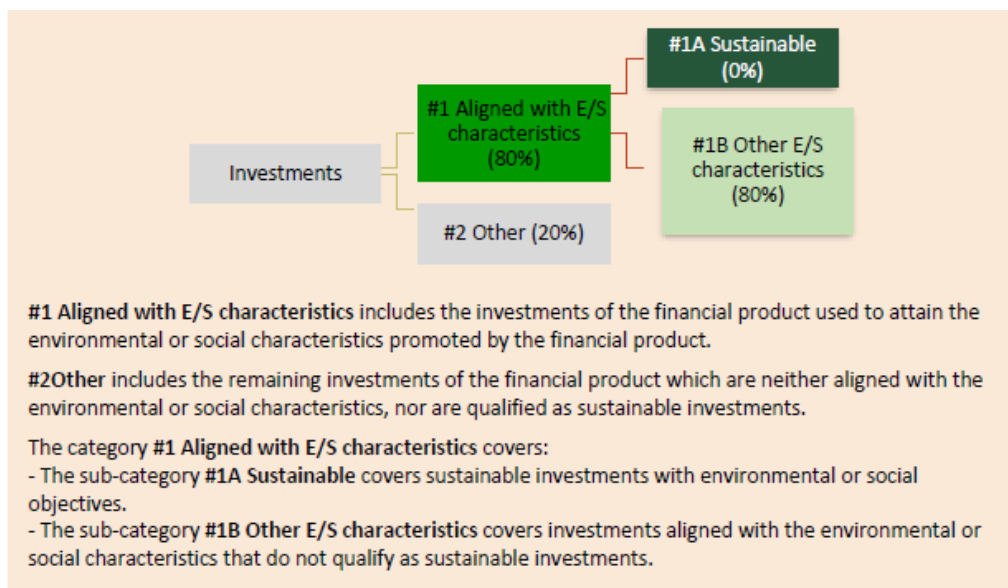 #1A Sustainable
(0%)
#1 Aligned with E/S
characteristics
(80%)
#1B Other E/S
characteristics
(80%)
Investments
#2 Other (20%)
#1 Aligned with E/S characteristics includes the investments of the financial product used to attain the
environmental or social characteristics promoted by the financial product.
#2Other includes the remaining investments of the financial product which are neither aligned with the
environmental or social characteristics, nor are qualified as sustainable investments.
The category #1 Aligned with E/S characteristics covers:
- The sub-category #1A Sustainable covers sustainable investments with environmental or social
objectives.
- The sub-category #1B Other E/S characteristics covers investments aligned with the environmental or
social characteristics that do not qualify as sustainable investments.